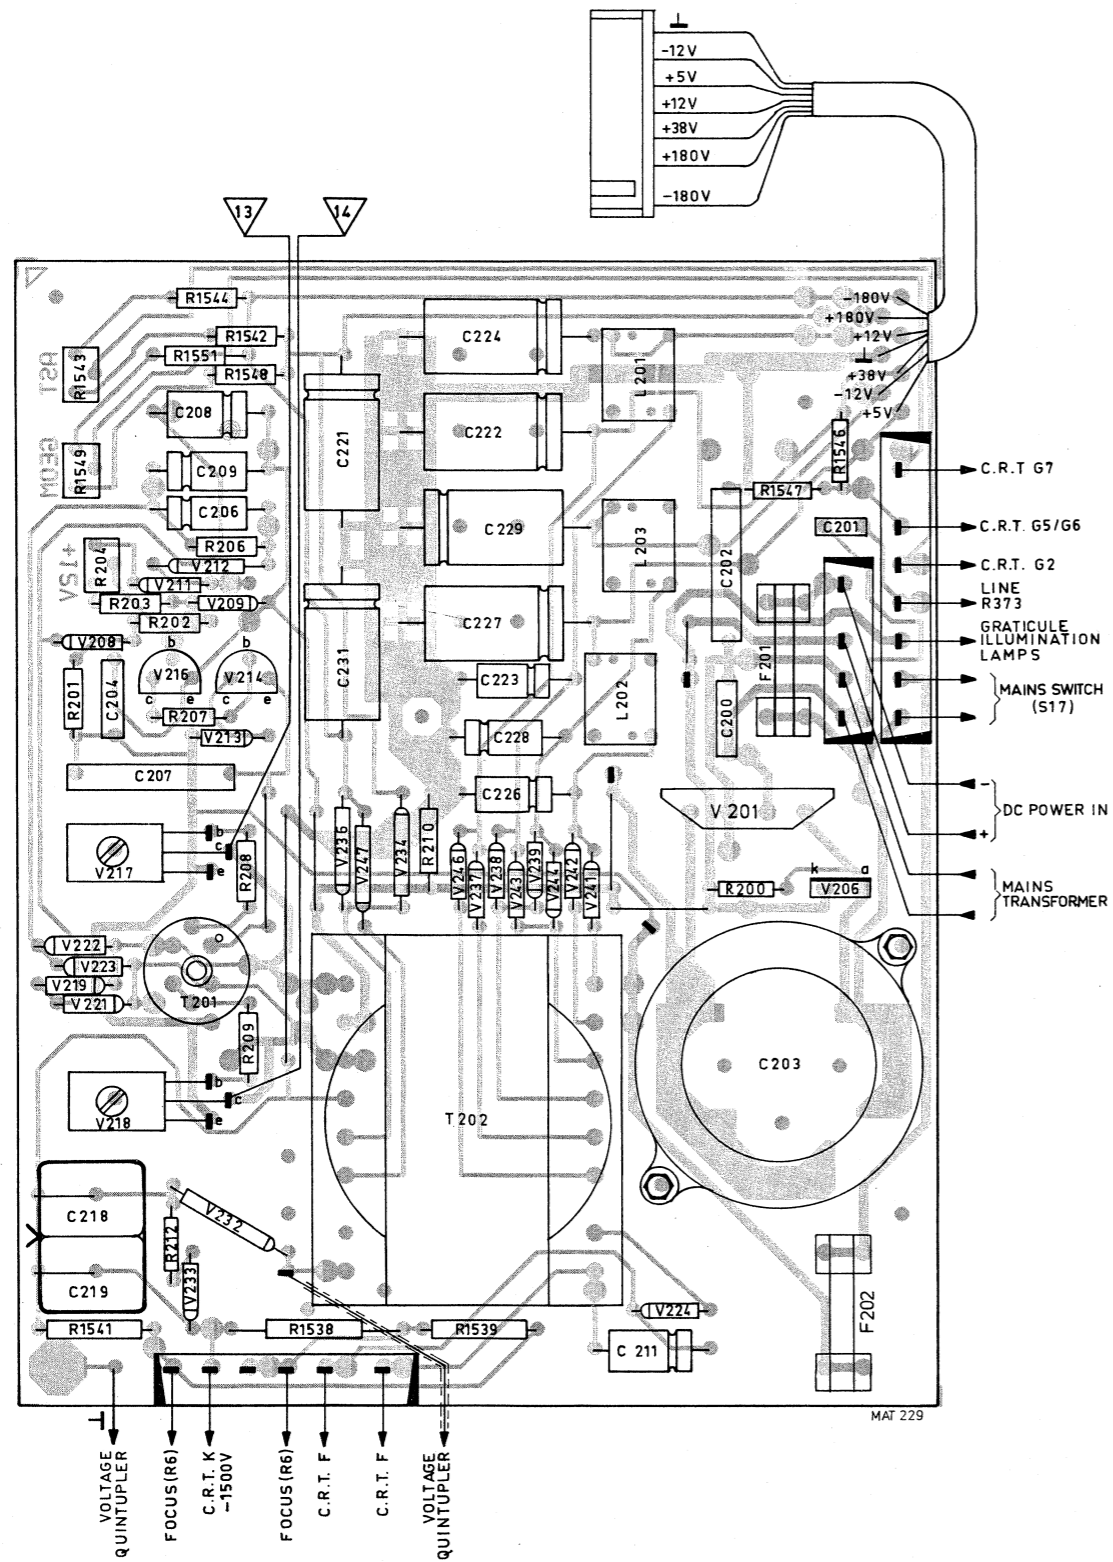 -12V
+5V
+12V
+38V
+180V
-180V
13
14
R1544
R1542
R1551
R1548
R1543
AST
C208
R1549
GEOM
C209
C206
R206
R204
+12V
V212
V211
R203
V209
R202
V208
b
b
V216
V214
c
e
c
e
R201
C204
R207
V213
C207
C221
C231
C224
C222
C229
C227
C223
C228
C226
L201
L203
L202
-180V
+180V
+12V
+38V
-12V
+5V
R1546
R1547
C201
C202
F201
C200
C.R.T G7
C.R.T. G5/G6
C.R.T. G2
LINE
R373
GRATICULE
ILLUMINATION
LAMPS
MAINS SWITCH
(S17)
-
DC POWER IN
+
MAINS
TRANSFORMER
V 201
k
a
R200
V206
b
c
e
V217
R208
V236
V247
V234
R210
V246
V237
V238
V243
V239
V244
V242
V241
V222
V223
V219
V221
T201
R209
b
c
e
V218
T202
C203
C218
C219
V232
R212
V233
R1541
R1538
R1539
V224
C 211
F202
MAT 229
VOLTAGE
QUINTUPLER
FOCUS(R6)
C.R.T. K
-1500V
FOCUS(R6)
C.R.T. F
C.R.T. F
VOLTAGE
QUINTUPLER